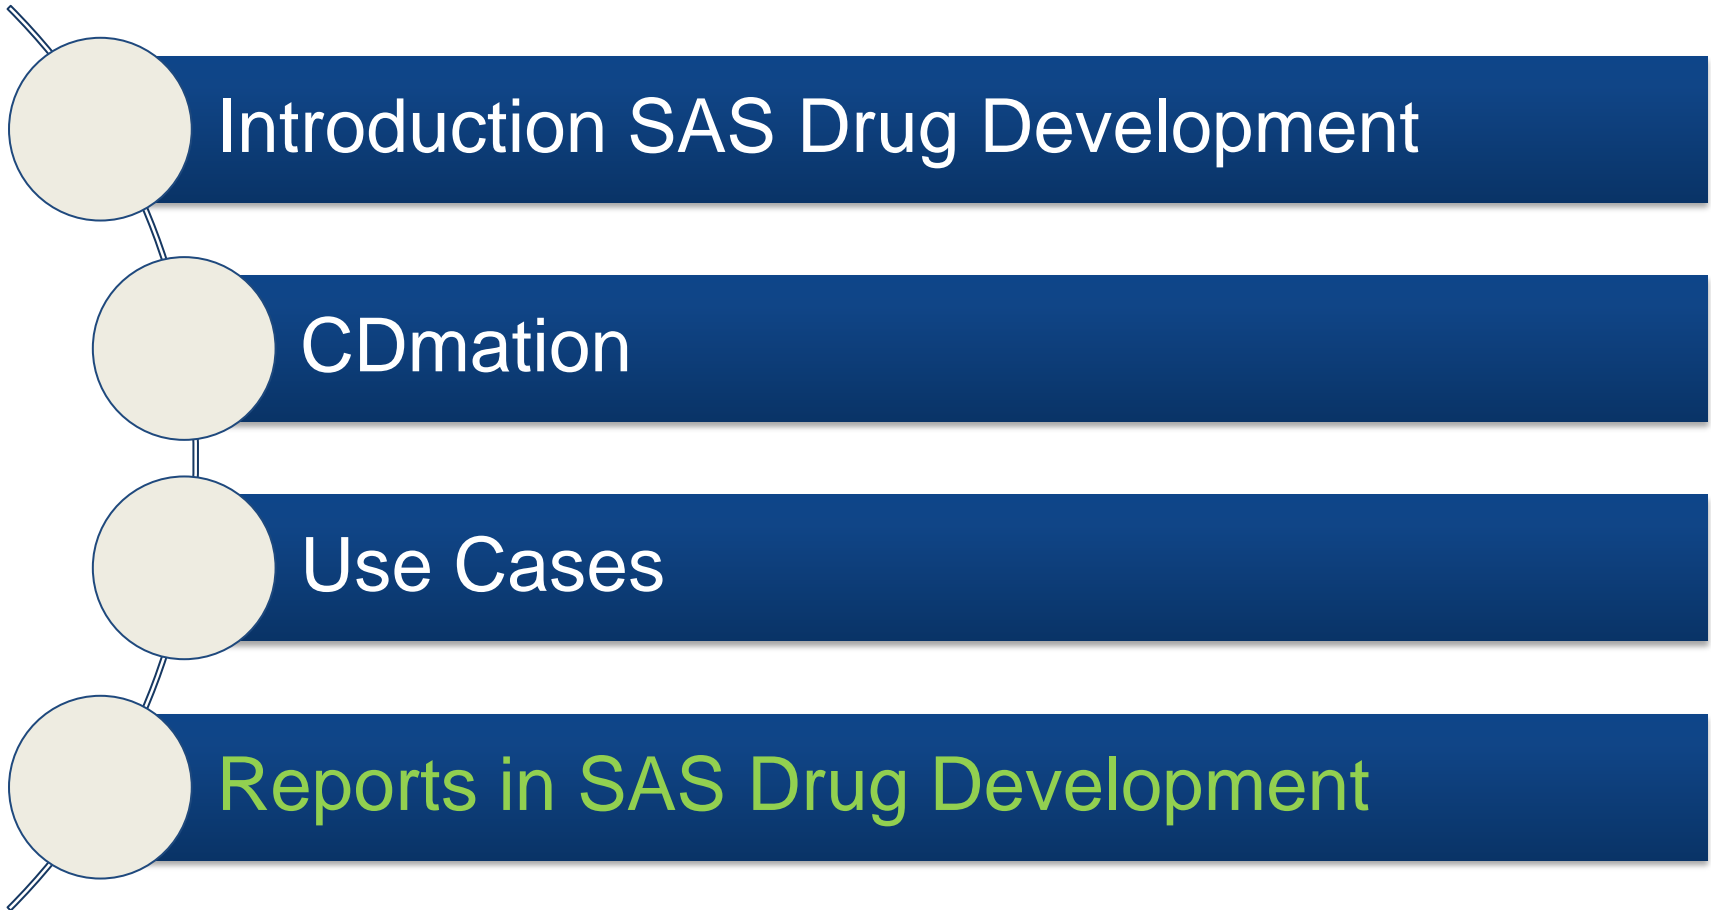 Introduction SAS Drug Development
CDmation
Use Cases
Reports in SAS Drug Development